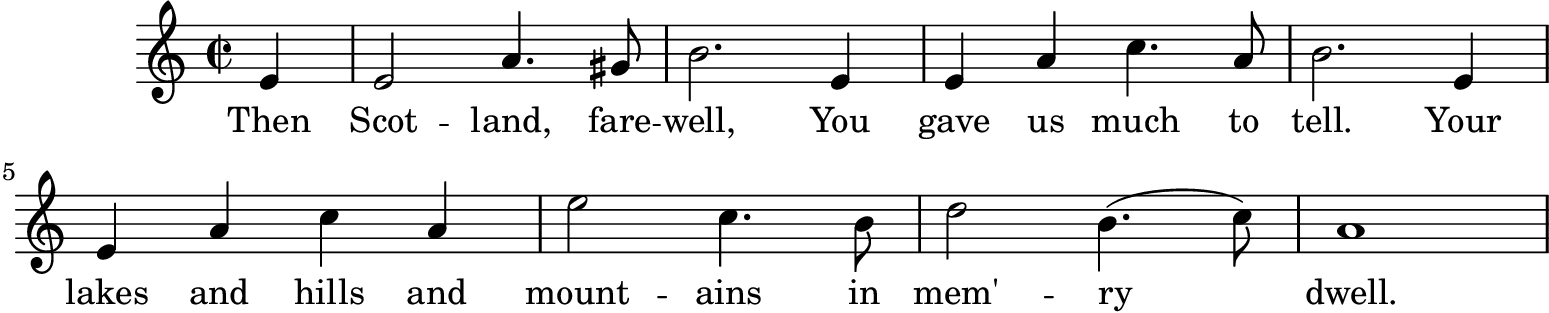 Then Scot - land, fare - well, You gave us much to tell. Your
5
lakes and hills and mount - ains in mem' - ry dwell.